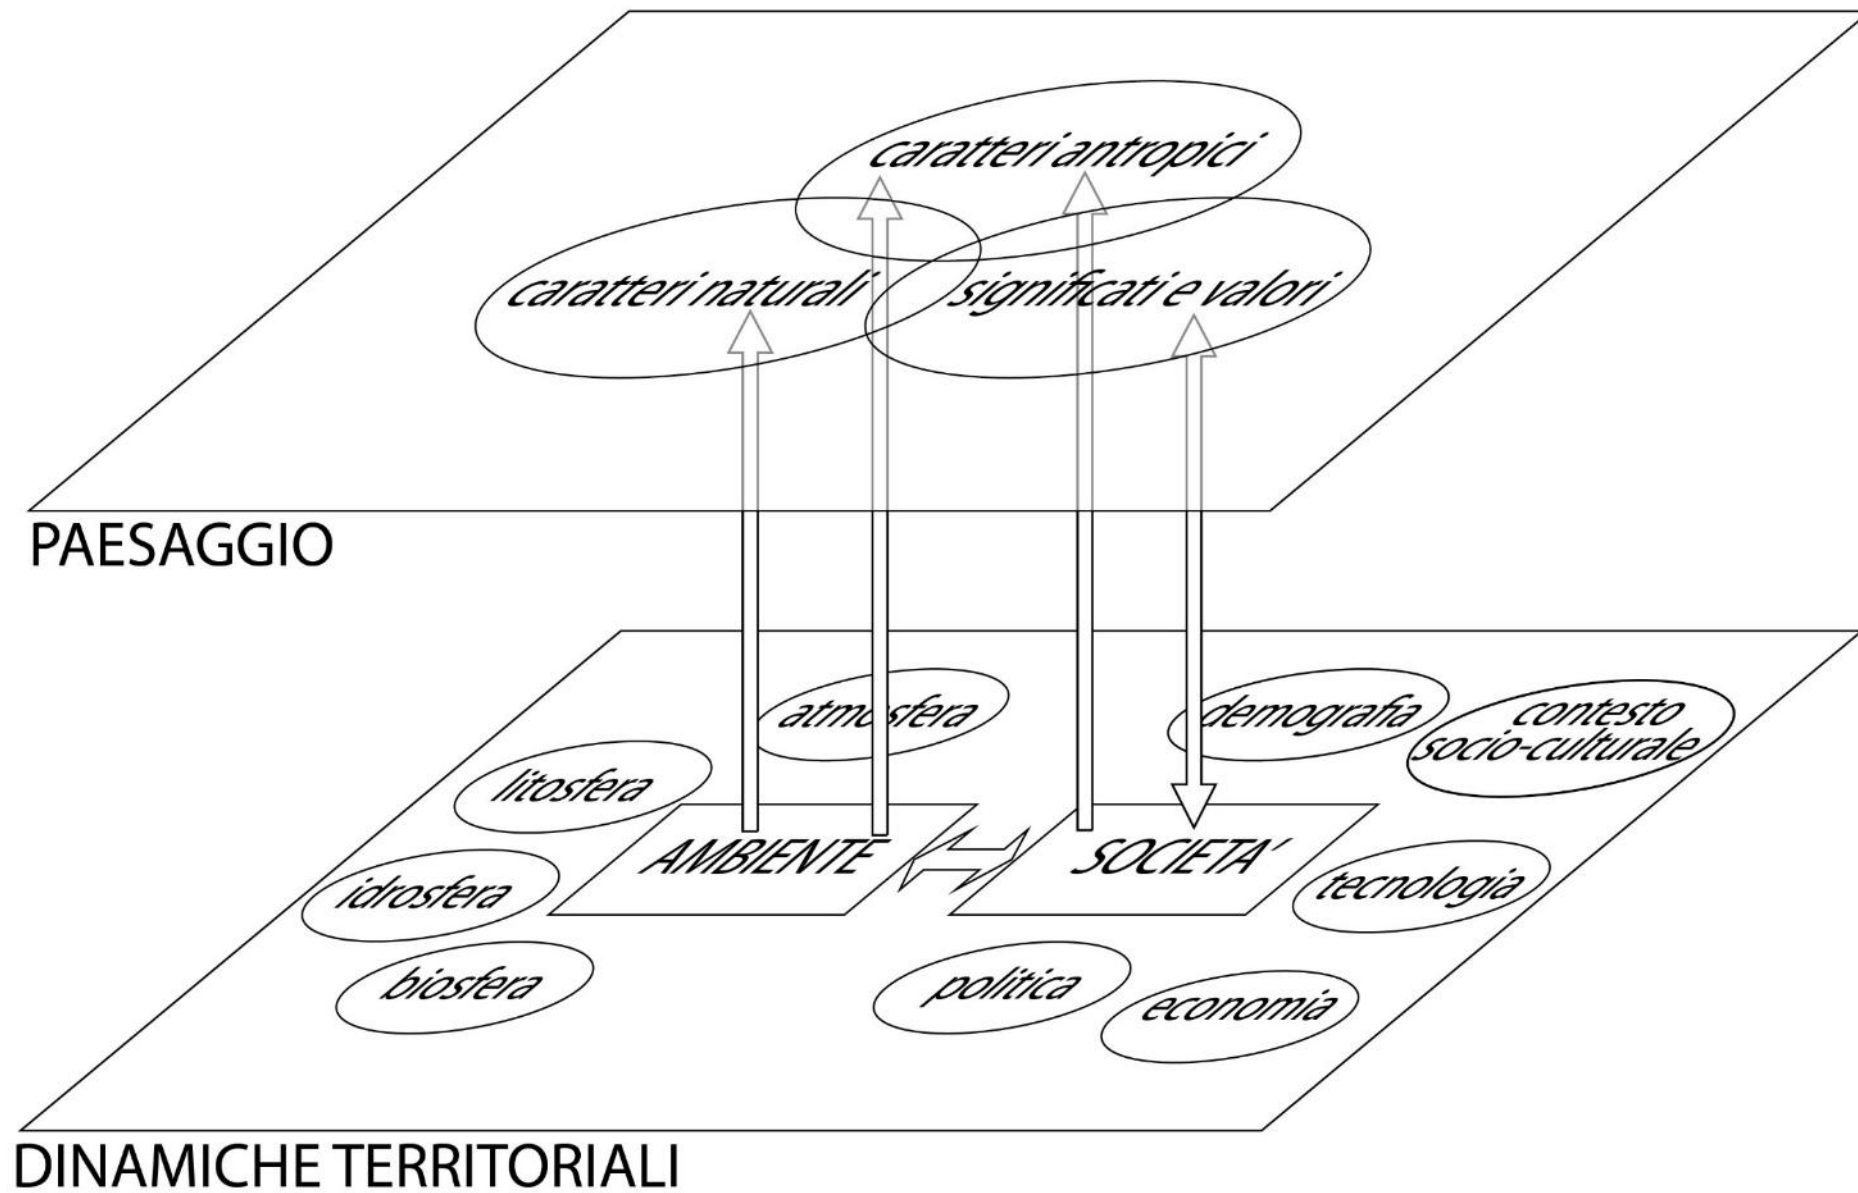 caratteri antropici
caratteri naturali
significati e valori
PAESAGGIO
atmosfera
demografia
contesto
socio-culturale
litosfera
AMBIENTE
SOCIETA'
tecnologia
idrosfera
biosfera
politica
economia
DINAMICHE TERRITORIALI